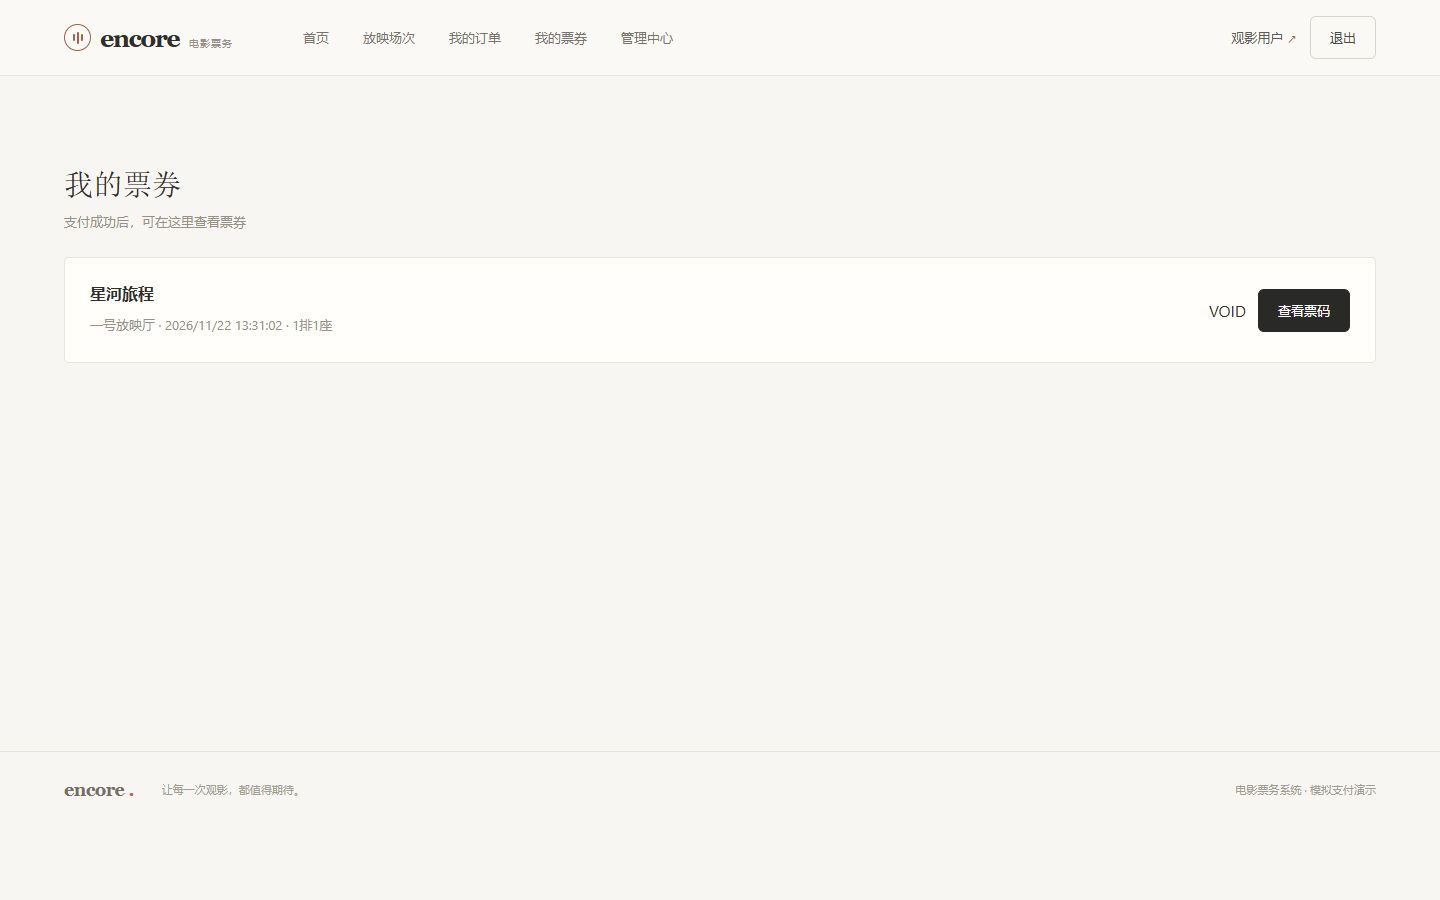 encore 电影票务 首页 放映场次 我的订单 我的票券 管理中心 观影用户 ↗ 退出
我的票券
支付成功后，可在这里查看票券
星河旅程
一号放映厅 · 2026/11/22 13:31:02 · 1排1座
VOID 查看票码
encore . 让每一次观影，都值得期待。 电影票务系统 · 模拟支付演示